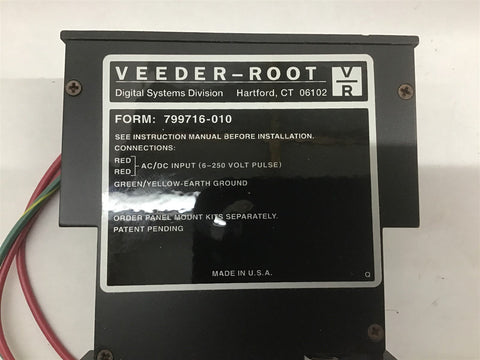 VEEDER-ROOT
V
R
Digital Systems Division Hartford, CT 06102
FORM: 799716-010
SEE INSTRUCTION MANUAL BEFORE INSTALLATION.
CONNECTIONS:
RED
RED
AC/DC INPUT (6-250 VOLT PULSE)
GREEN/YELLOW-EARTH GROUND
ORDER PANEL MOUNT KITS SEPARATELY.
PATENT PENDING
MADE IN U.S.A.
Q